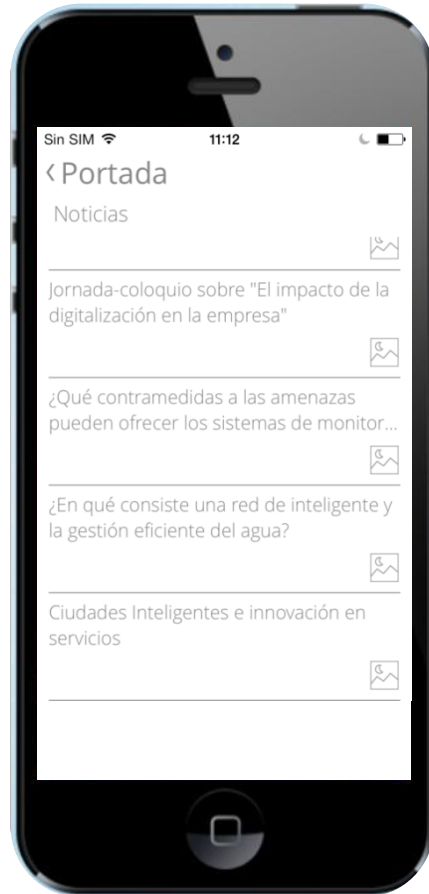 Sin SIM 11:12
Portada
Noticias
Jornada-coloquio sobre "El impacto de la
digitalización en la empresa"
¿Qué contramedidas a las amenazas
pueden ofrecer los sistemas de monitor...
¿En qué consiste una red de inteligente y
la gestión eficiente del agua?
Ciudades Inteligentes e innovación en
servicios